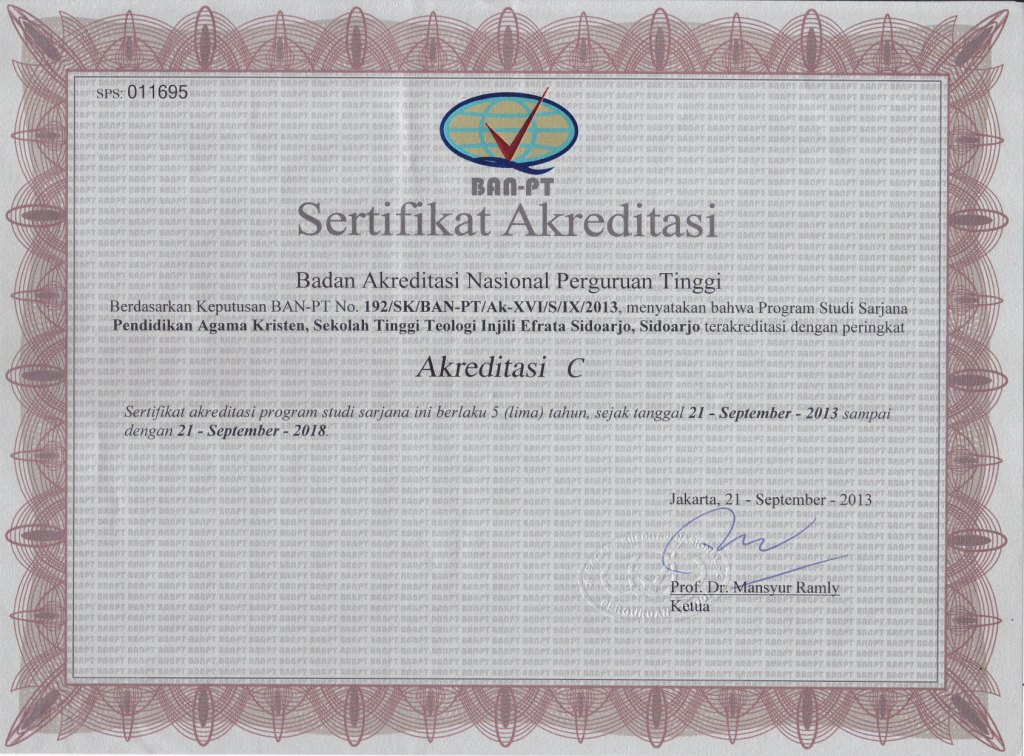 SPS: 011695
BAN-PT
Sertifikat Akreditasi
Badan Akreditasi Nasional Perguruan Tinggi
Berdasarkan Keputusan BAN-PT No. 192/SK/BAN-PT/Ak-XVI/S/IX/2013, menyatakan bahwa Program Studi Sarjana
Pendidikan Agama Kristen, Sekolah Tinggi Teologi Injili Efrata Sidoarjo, Sidoarjo terakreditasi dengan peringkat
Akreditasi C
Sertifikat akreditasi program studi sarjana ini berlaku 5 (lima) tahun, sejak tanggal 21 - September - 2013 sampai
dengan 21 - September - 2018.
Jakarta, 21 - September - 2013
Prof. Dr. Mansyur Ramly
Ketua